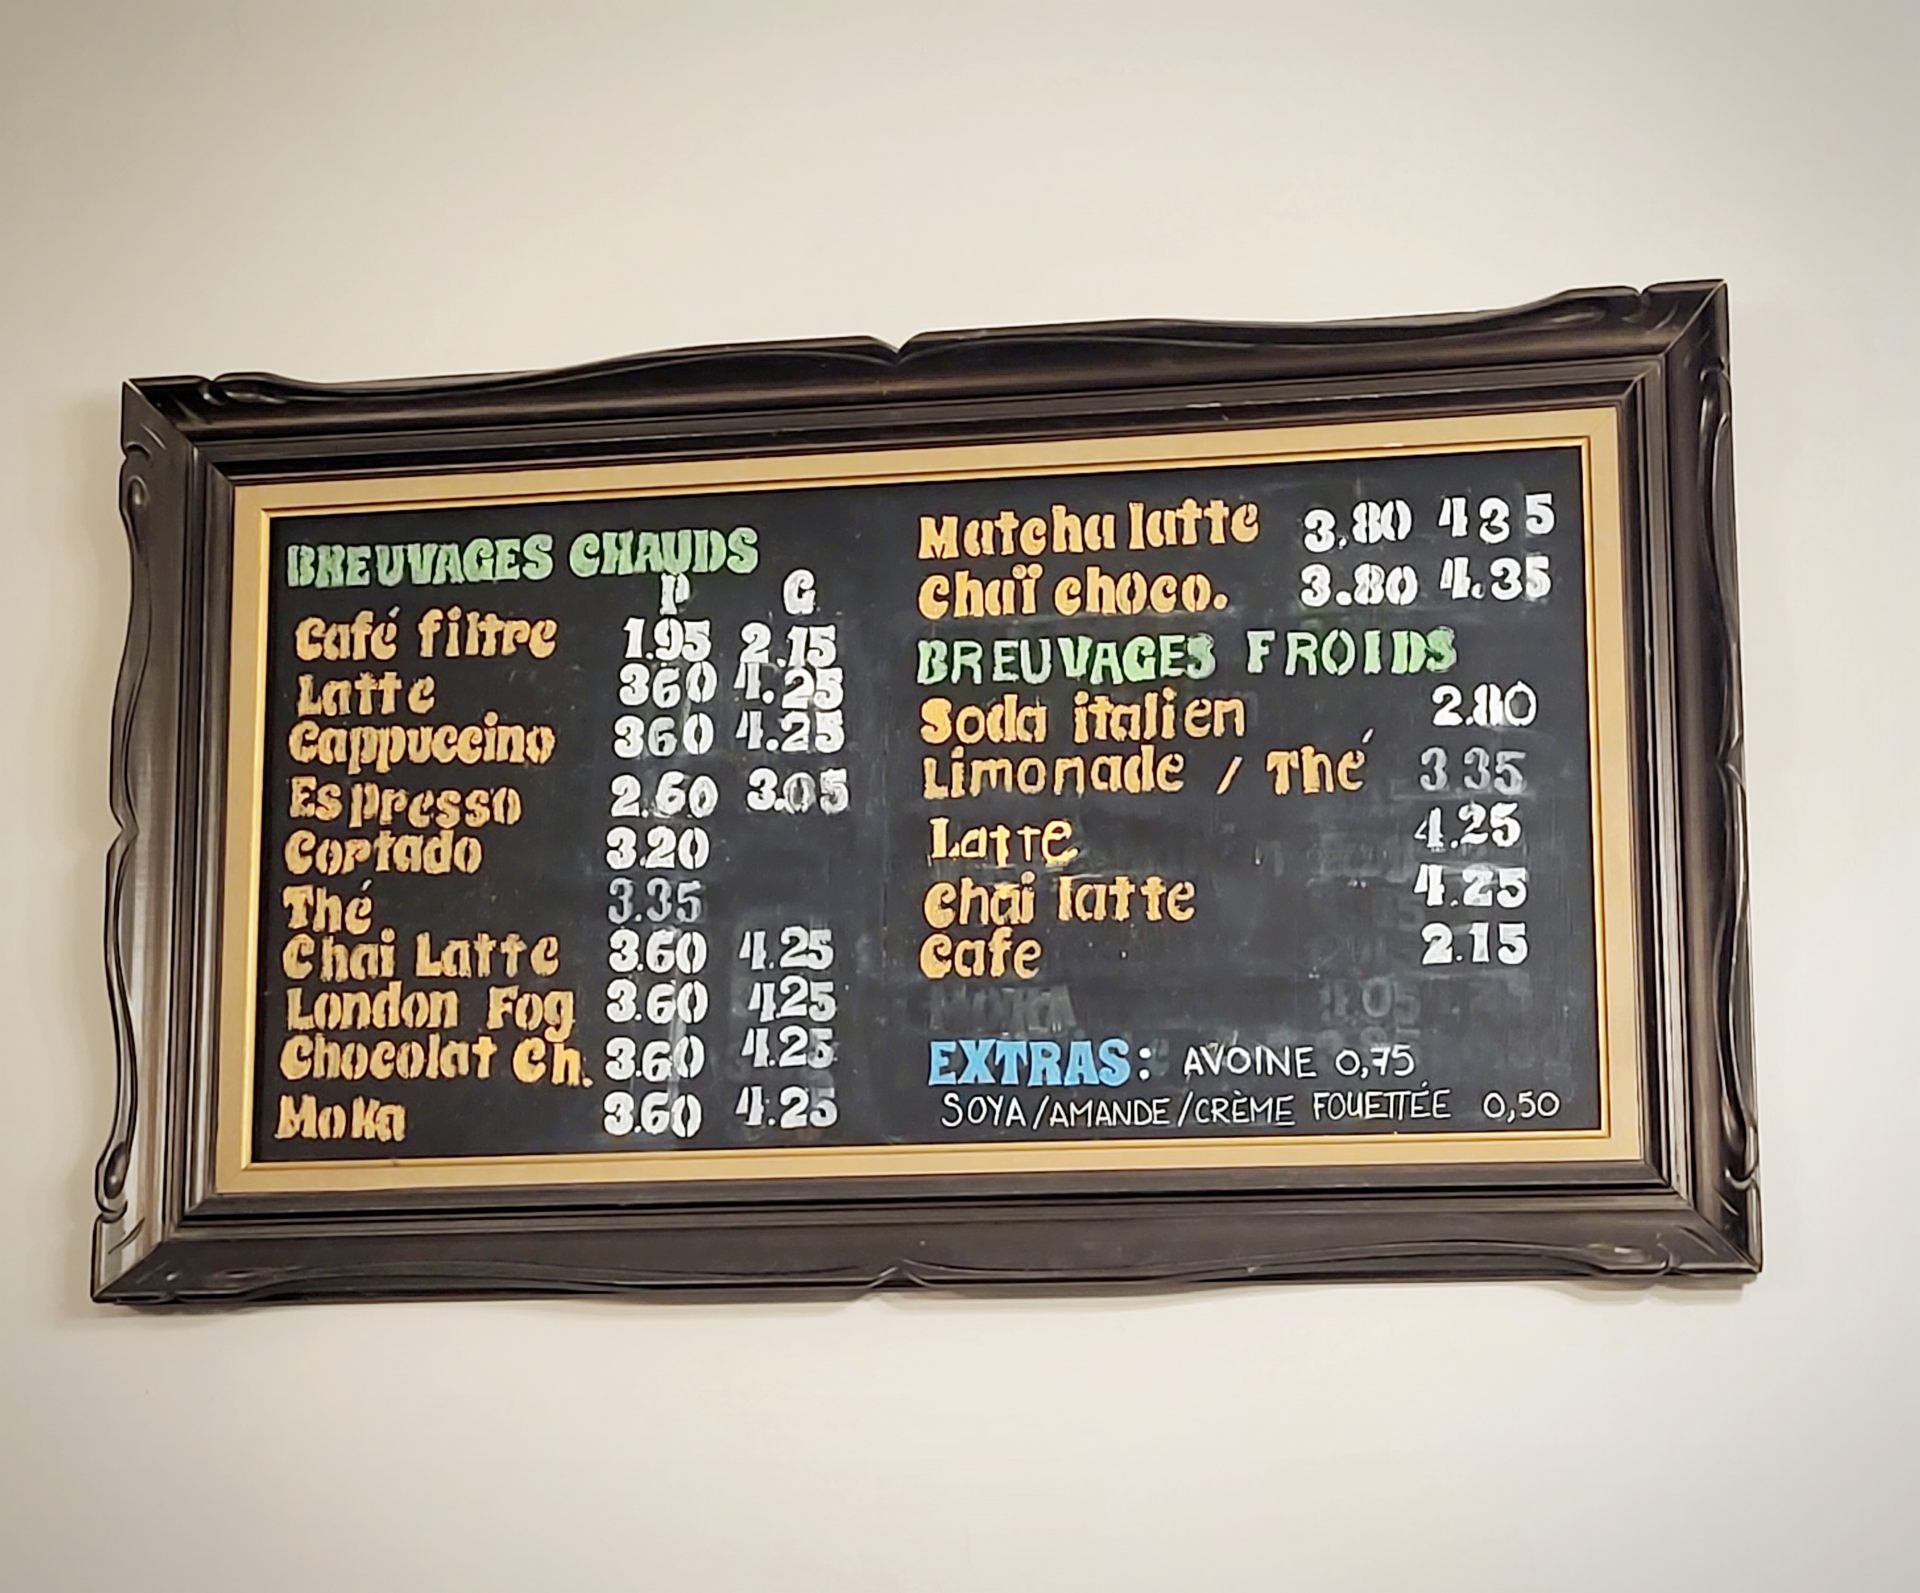 BREUVAGES CHAUDS
P G
Café filtre 1.95 2.15
Latte 360 4.25
Cappuccino 360 4.25
Espresso 2.60 3.05
Cortado 3.20
Thé 3.35
Chai Latte 3.60 4.25
London Fog 3.60 425
Chocolat Ch. 3.60 4.25
Moka 3.60 4.25
Matcha latte 3.80 435
Chaï choco. 3.80 4.35
BREUVAGES FROIDS
Soda italien 2.80
Limonade / Thé 3 35
Latte 4.25
Chai latte 4.25
Cafe 2.15
EXTRAS: AVOINE 0,75
SOYA/AMANDE/CRÈME FOUETTÉE 0,50